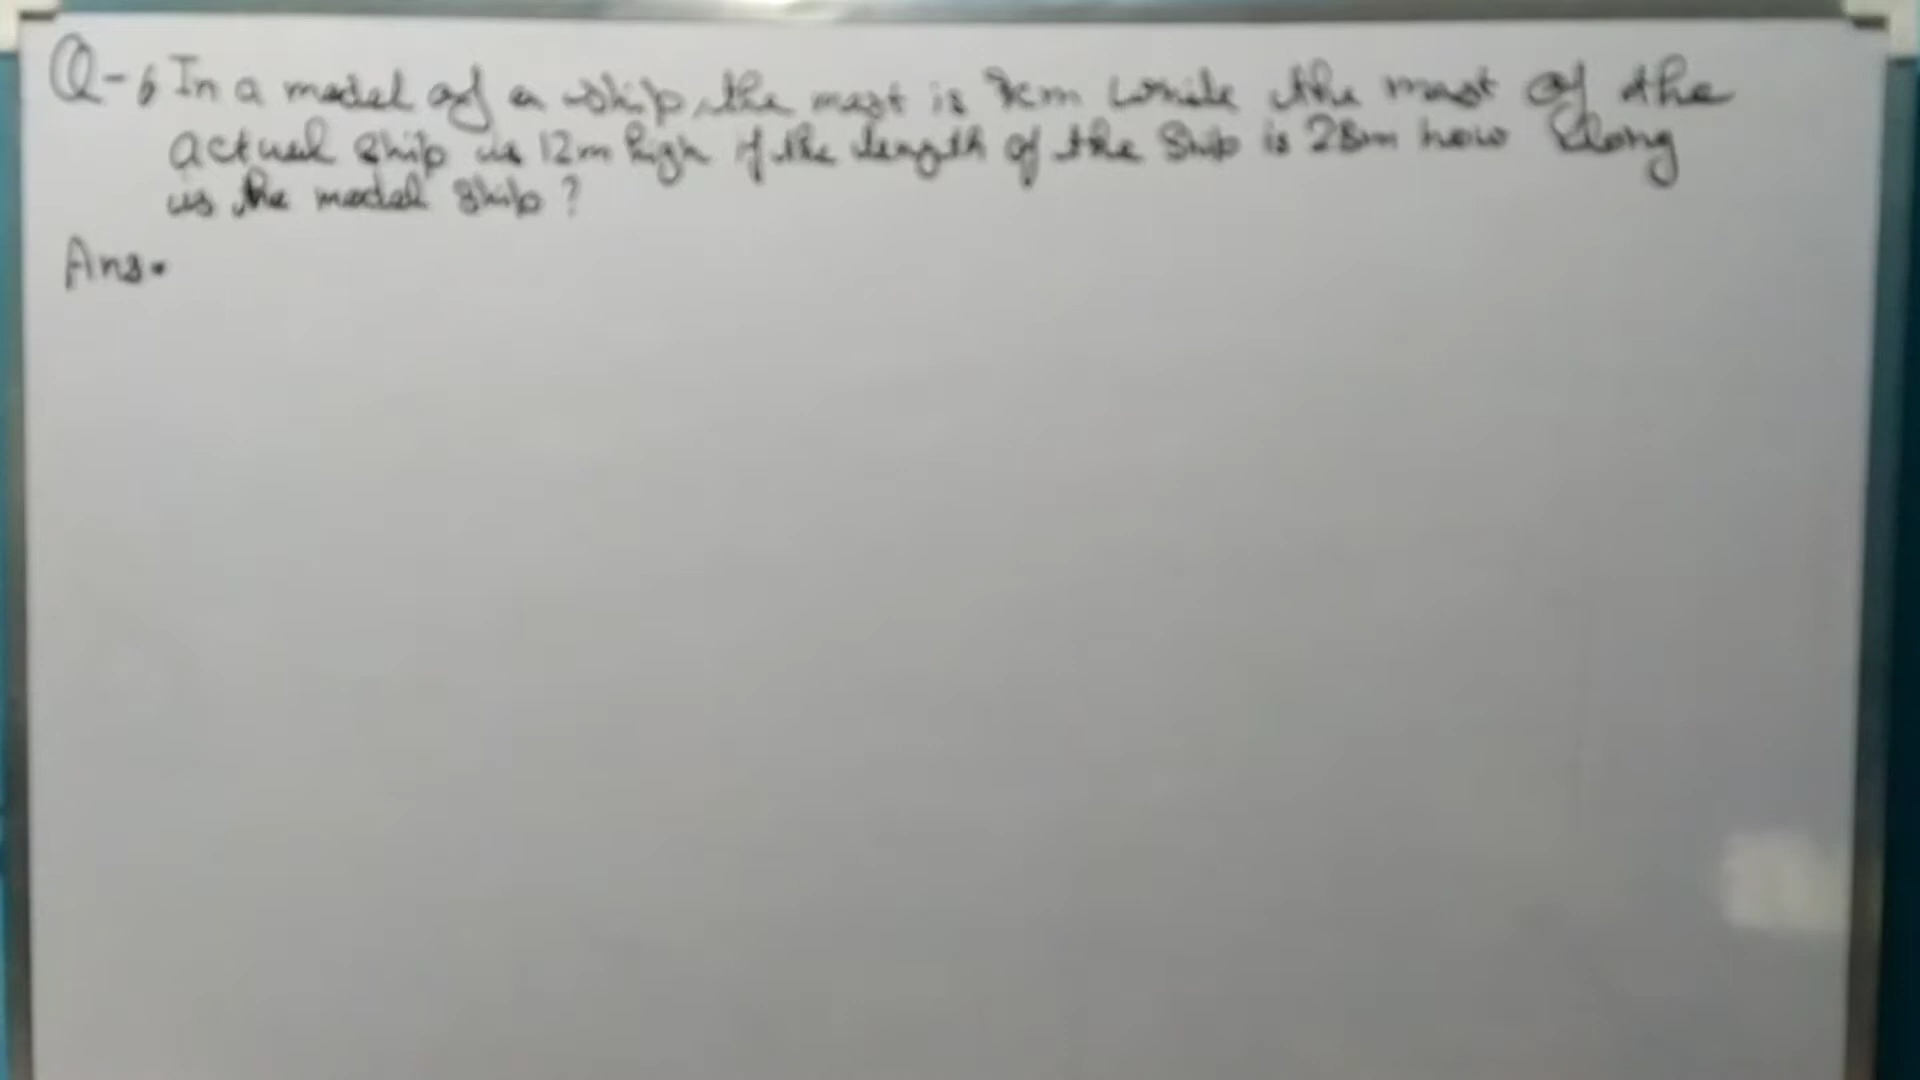 Q-6 In a model of a ship, the mast is 9cm while the mast of the
actual ship is 12m high if the length of the ship is 28m how long
is the model ship?
Ans.